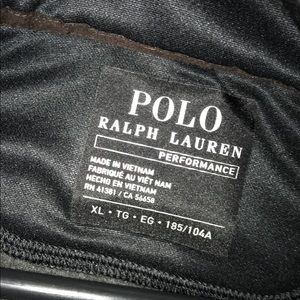 POLO
RALPH LAUREN
PERFORMANCE
MADE IN VIETNAM
FABRIQUÉ AU VIÊT NAM
HECHO EN VIETNAM
RN 41381 / CA 56658
XL • TG • EG • 185/104A